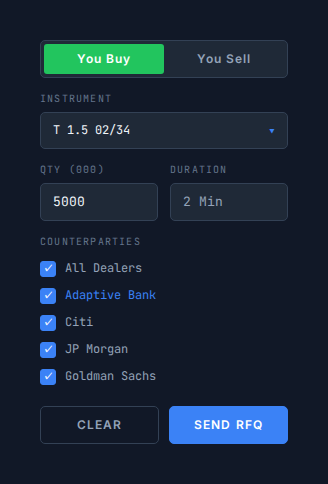 You Buy You Sell
INSTRUMENT
T 1.5 02/34
QTY (000) DURATION
5000 2 Min
COUNTERPARTIES
All Dealers
Adaptive Bank
Citi
JP Morgan
Goldman Sachs
CLEAR SEND RFQ